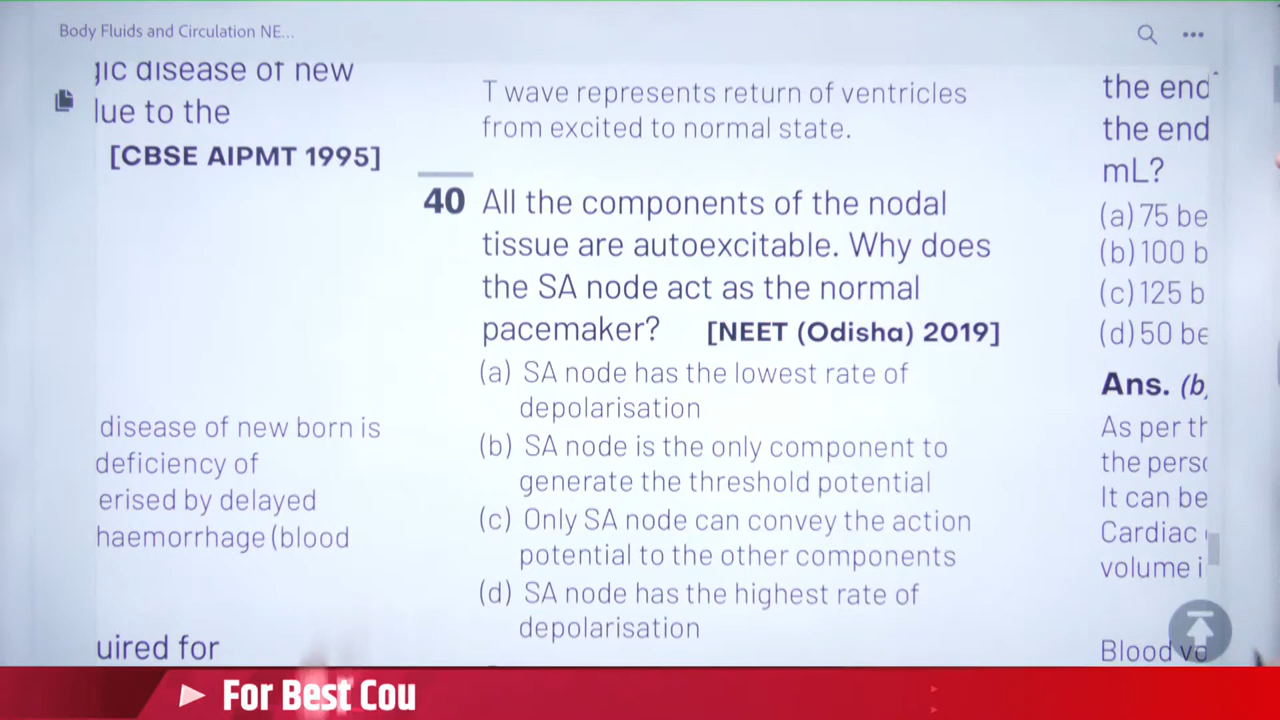 Body Fluids and Circulation NE...
gic disease of new
lue to the
[CBSE AIPMT 1995]
disease of new born is
deficiency of
erised by delayed
haemorrhage (blood
uired for
T wave represents return of ventricles
from excited to normal state.
40 All the components of the nodal
tissue are autoexcitable. Why does
the SA node act as the normal
pacemaker? [NEET (Odisha) 2019]
(a) SA node has the lowest rate of
depolarisation
(b) SA node is the only component to
generate the threshold potential
(c) Only SA node can convey the action
potential to the other components
(d) SA node has the highest rate of
depolarisation
the end
the end
mL?
(a) 75 be
(b) 100 b
(c) 125 b
(d) 50 be
Ans. (b,
As per th
the perso
It can be
Cardiac
volume i
Blood vo
For Best Cou